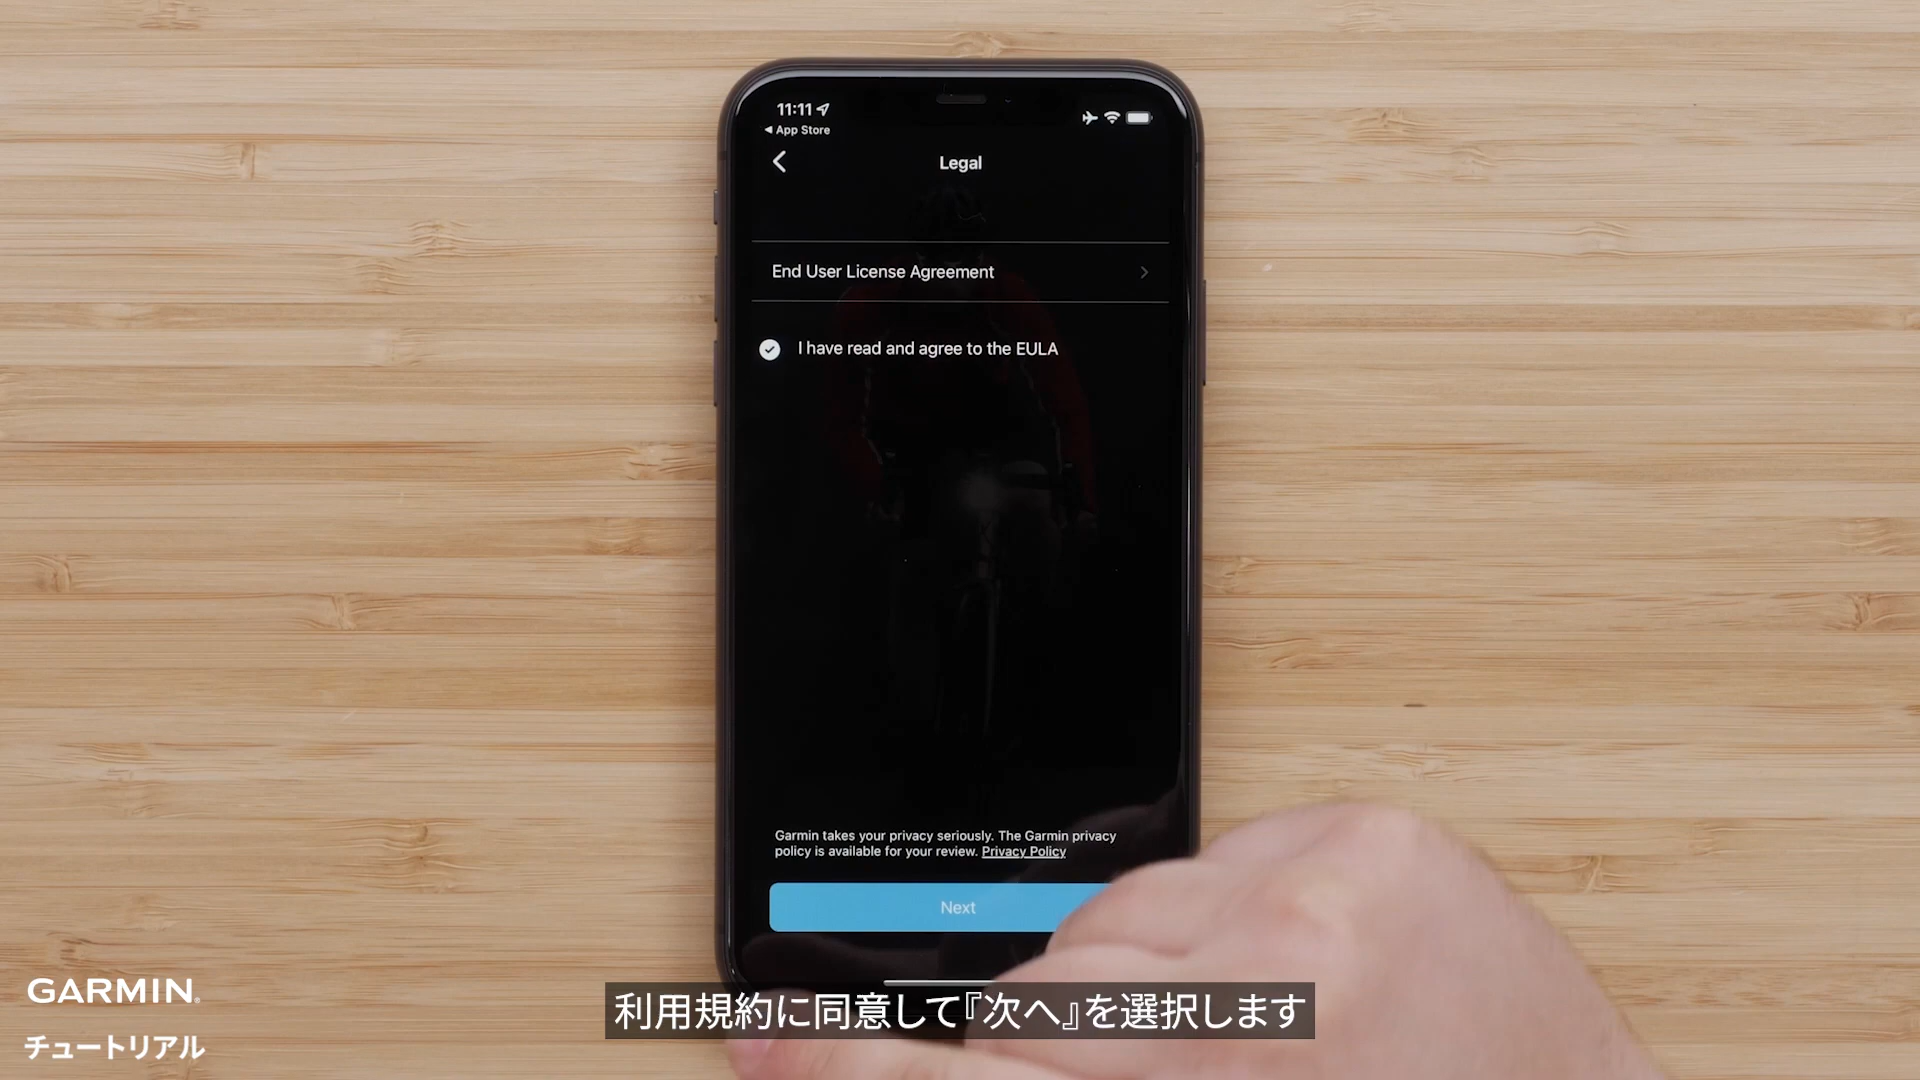 11:11
◀ App Store
Legal
End User License Agreement
I have read and agree to the EULA
Garmin takes your privacy seriously. The Garmin privacy
policy is available for your review. Privacy Policy
Next
利用規約に同意して『次へ』を選択します
GARMIN®
チュートリアル